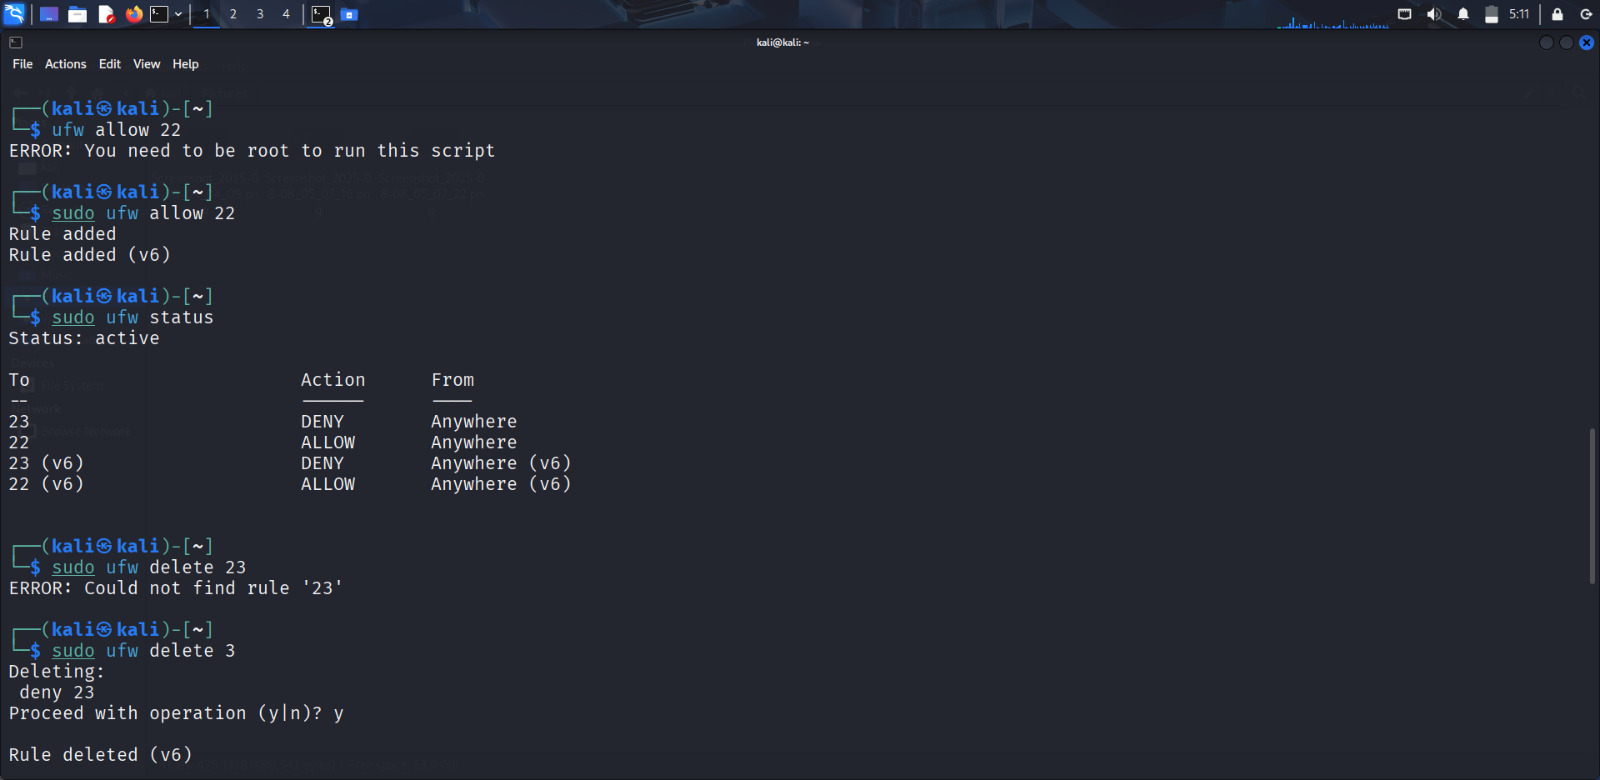 1 2 3 4
2
5:11
kali@kali: ~
File Actions Edit View Help
┌──(kali㉿kali)-[~]
└─$ ufw allow 22
ERROR: You need to be root to run this script
┌──(kali㉿kali)-[~]
└─$ sudo ufw allow 22
Rule added
Rule added (v6)
┌──(kali㉿kali)-[~]
└─$ sudo ufw status
Status: active
To Action From
-- ------ ----
23 DENY Anywhere
22 ALLOW Anywhere
23 (v6) DENY Anywhere (v6)
22 (v6) ALLOW Anywhere (v6)
┌──(kali㉿kali)-[~]
└─$ sudo ufw delete 23
ERROR: Could not find rule '23'
┌──(kali㉿kali)-[~]
└─$ sudo ufw delete 3
Deleting:
 deny 23
Proceed with operation (y|n)? y
Rule deleted (v6)